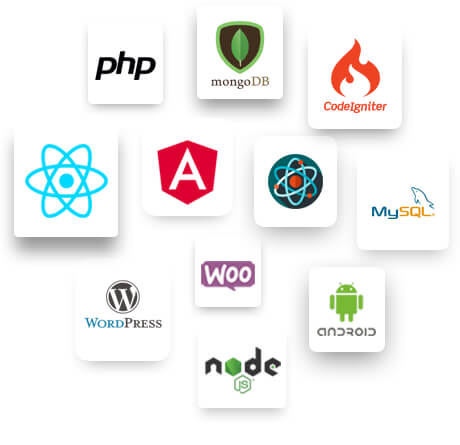 php
mongoDB
CodeIgniter
A
MySQL
WOO
WORDPRESS
W
ANDROID
node
JS